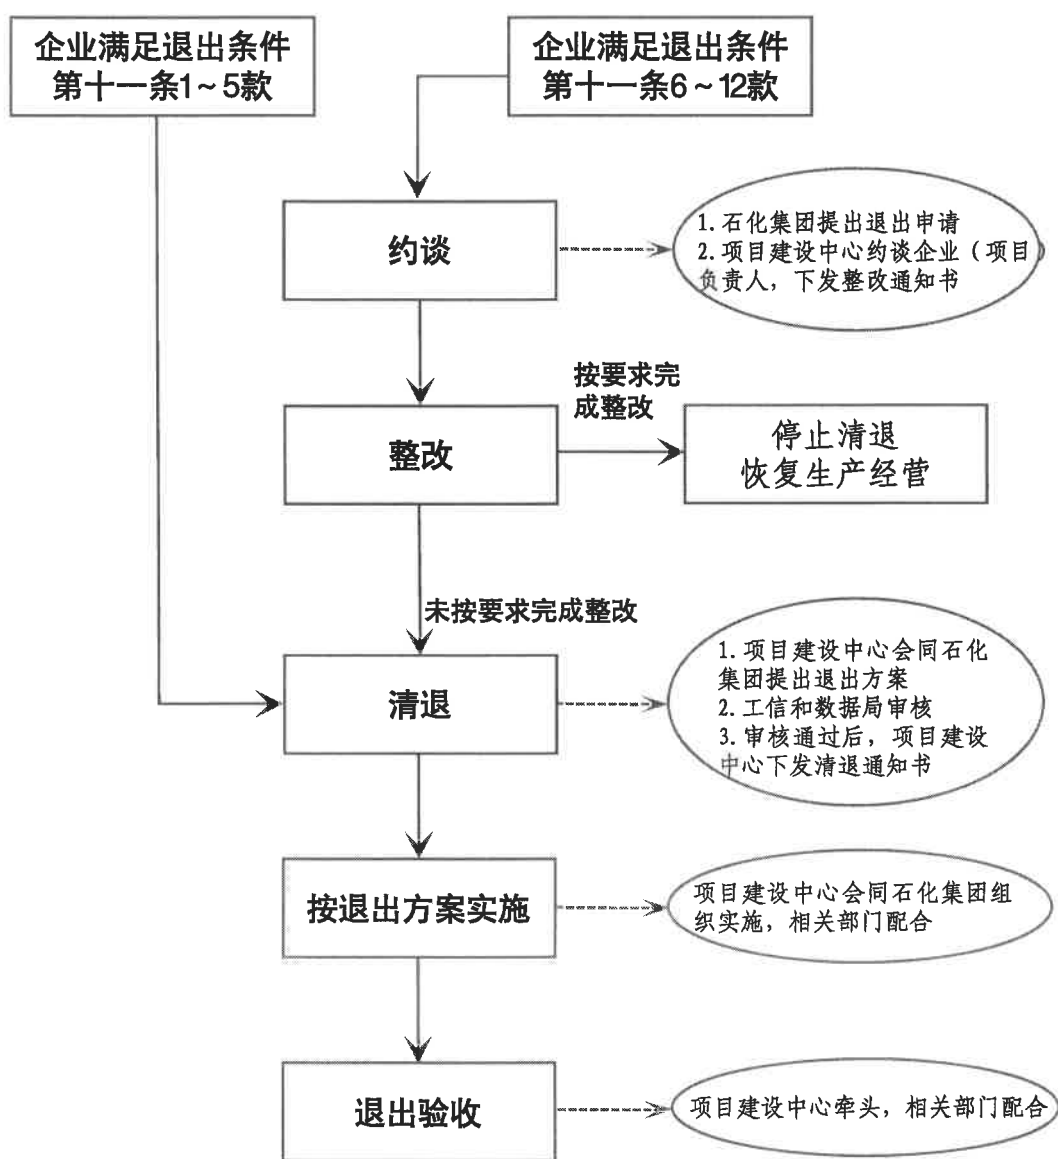 企业满足退出条件
第十一条1～5款
企业满足退出条件
第十一条6～12款
约谈
1. 石化集团提出退出申请
2. 项目建设中心约谈企业（项目）
负责人，下发整改通知书
按要求完
成整改
整改
停止清退
恢复生产经营
未按要求完成整改
清退
1. 项目建设中心会同石化
集团提出退出方案
2. 工信和数据局审核
3. 审核通过后，项目建设
中心下发清退通知书
按退出方案实施
项目建设中心会同石化集团组
织实施，相关部门配合
退出验收
项目建设中心牵头，相关部门配合